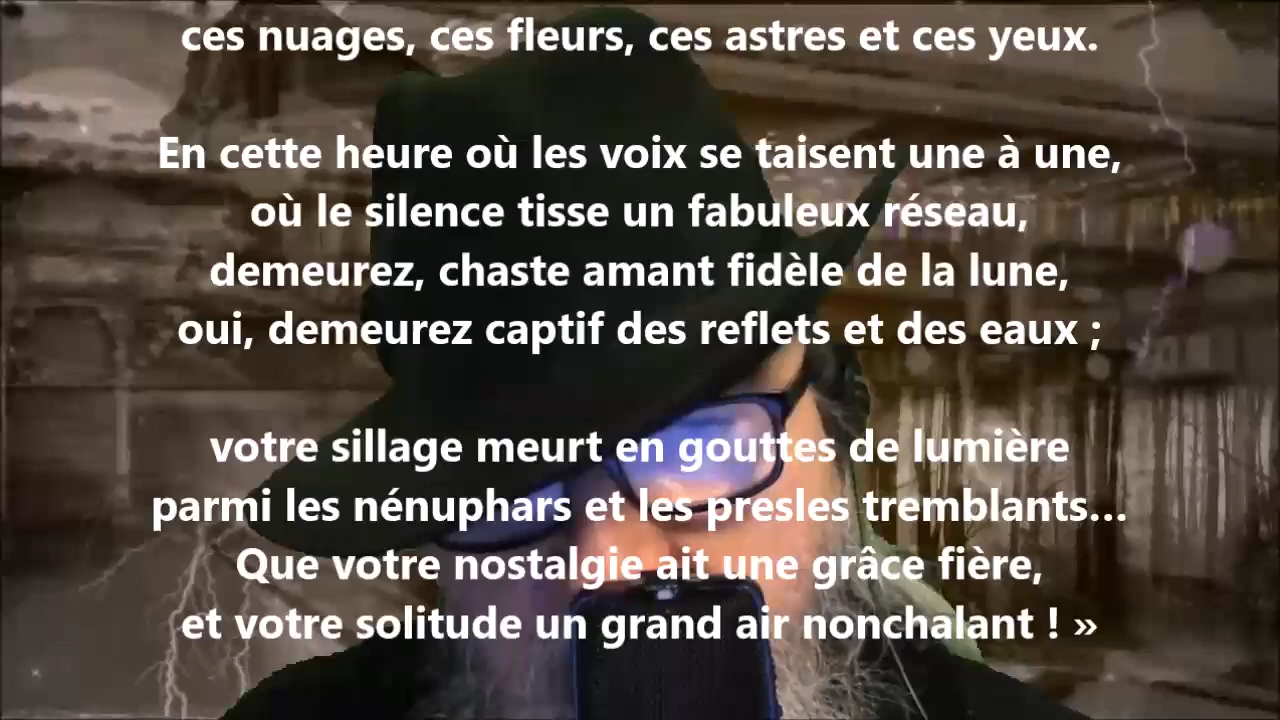 ces nuages, ces fleurs, ces astres et ces yeux.
En cette heure où les voix se taisent une à une,
où le silence tisse un fabuleux réseau,
demeurez, chaste amant fidèle de la lune,
oui, demeurez captif des reflets et des eaux ;
votre sillage meurt en gouttes de lumière
parmi les nénuphars et les presles tremblants...
Que votre nostalgie ait une grâce fière,
et votre solitude un grand air nonchalant ! »